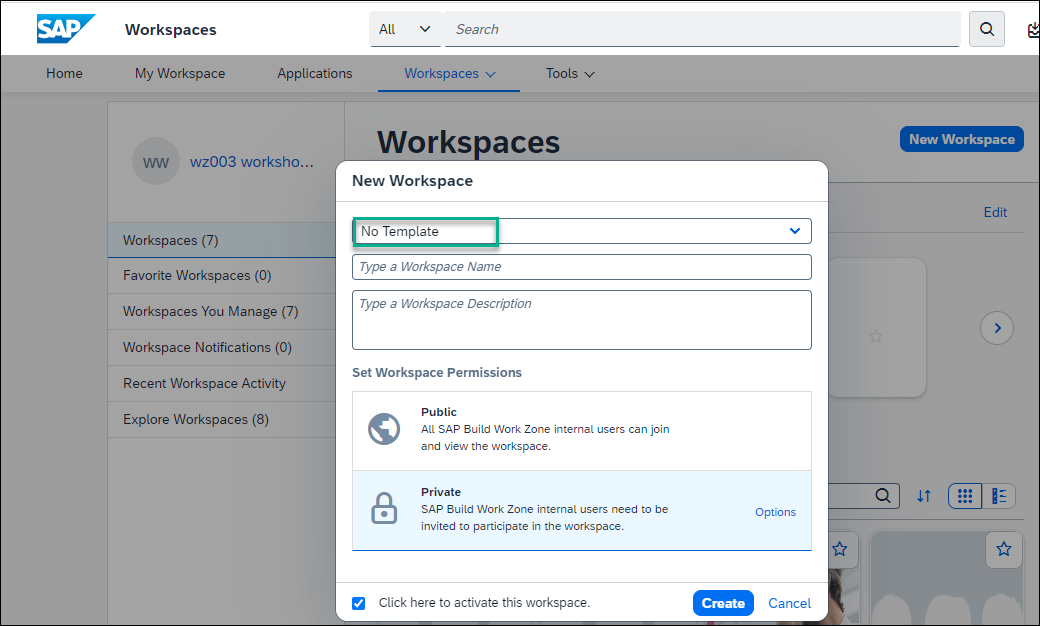 SAP
Workspaces
All
Search
Home
My Workspace
Applications
Workspaces
Tools
WW
wz003 worksho...
Workspaces
New Workspace
Edit
Workspaces (7)
Favorite Workspaces (0)
Workspaces You Manage (7)
Workspace Notifications (0)
Recent Workspace Activity
Explore Workspaces (8)
New Workspace
No Template
Type a Workspace Name
Type a Workspace Description
Set Workspace Permissions
Public
All SAP Build Work Zone internal users can join
and view the workspace.
Private
SAP Build Work Zone internal users need to be
invited to participate in the workspace.
Options
Click here to activate this workspace.
Create
Cancel